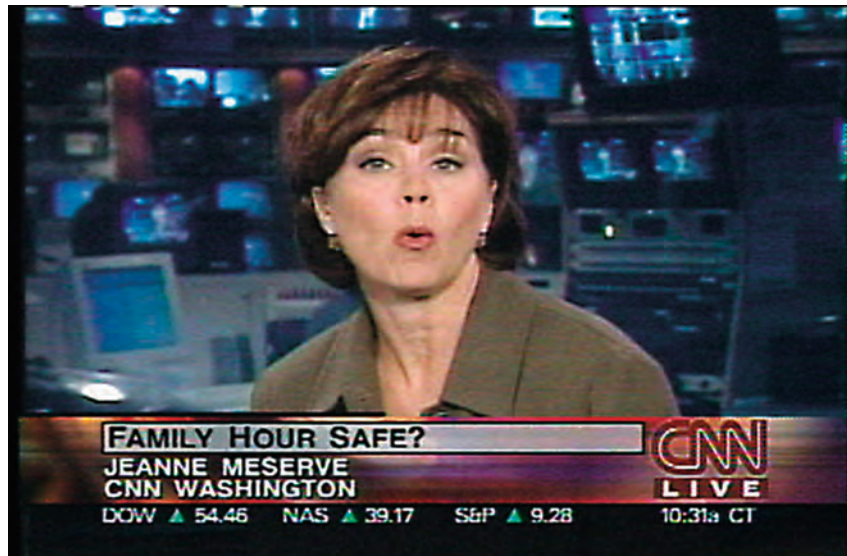 FAMILY HOUR SAFE?
JEANNE MESERVE
CNN WASHINGTON
CNN
LIVE
DOW ▲ 54.46 NAS ▲ 39.17 S&P ▲ 9.28 10:31a CT